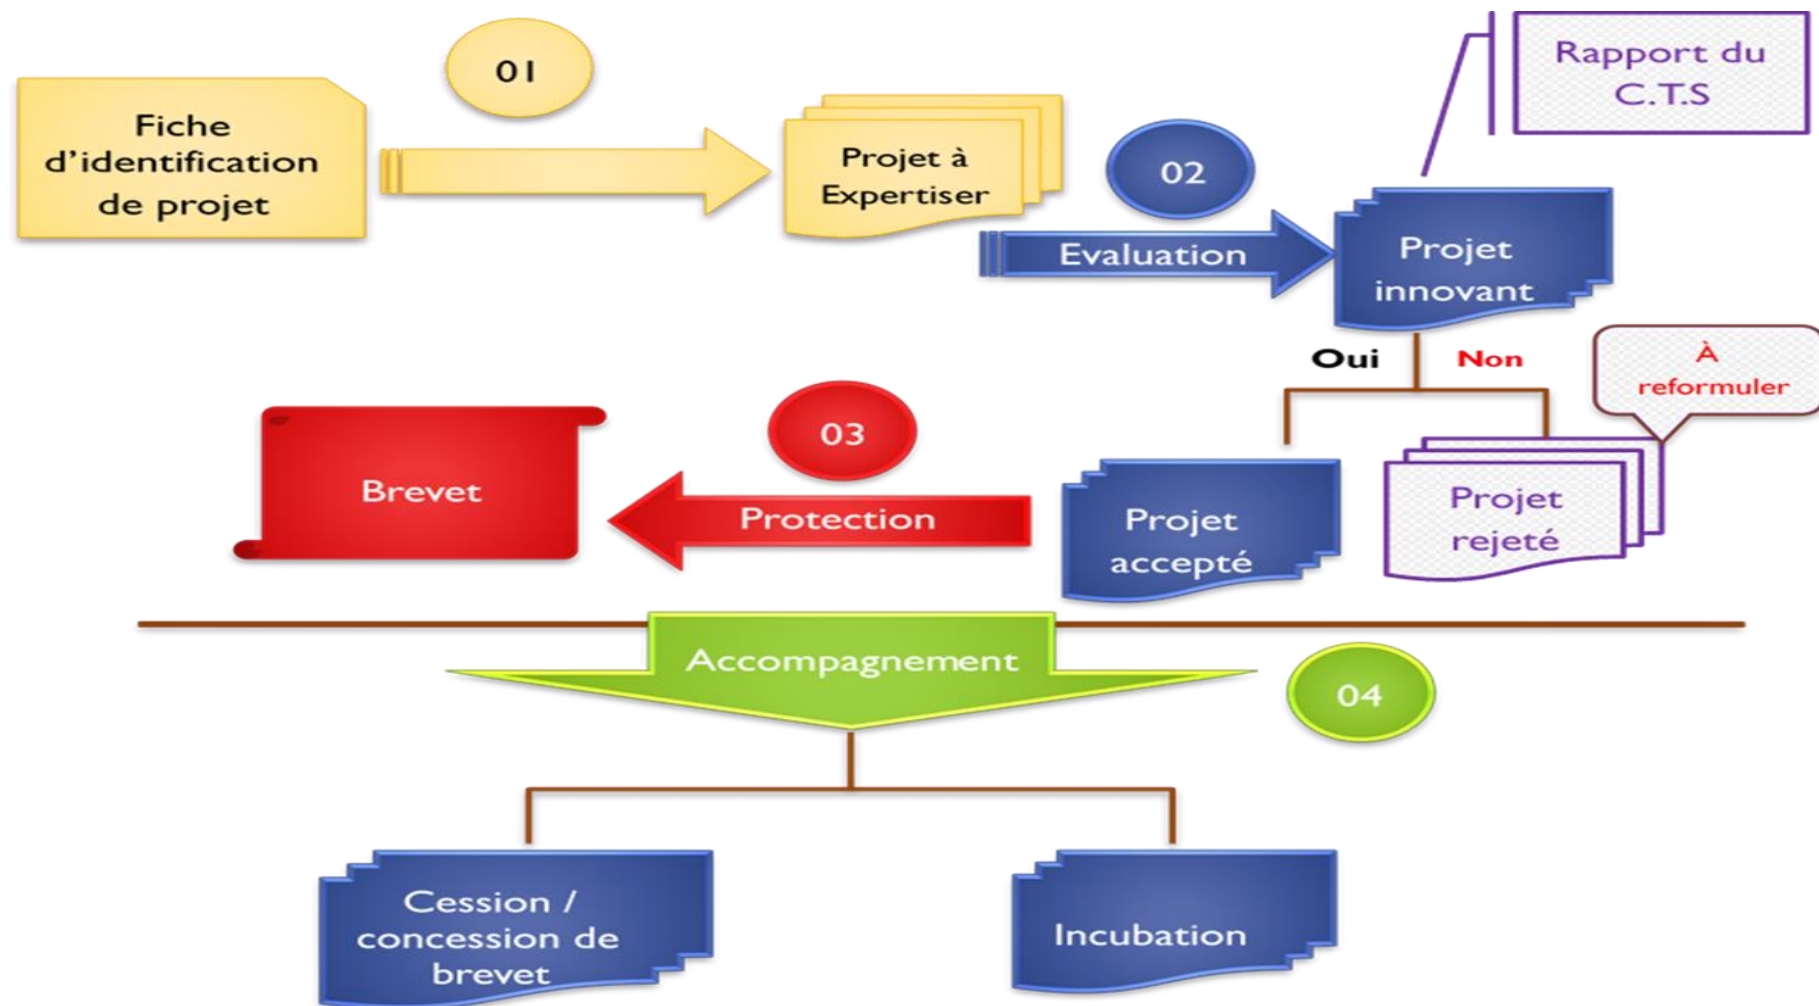 01
Fiche
d'identification
de projet
Projet à
Expertiser
02
Evaluation
Rapport du
C.T.S
Projet
innovant
Oui
Non
À
reformuler
Projet
rejeté
Projet
accepté
03
Protection
Brevet
Accompagnement
04
Cession /
concession de
brevet
Incubation